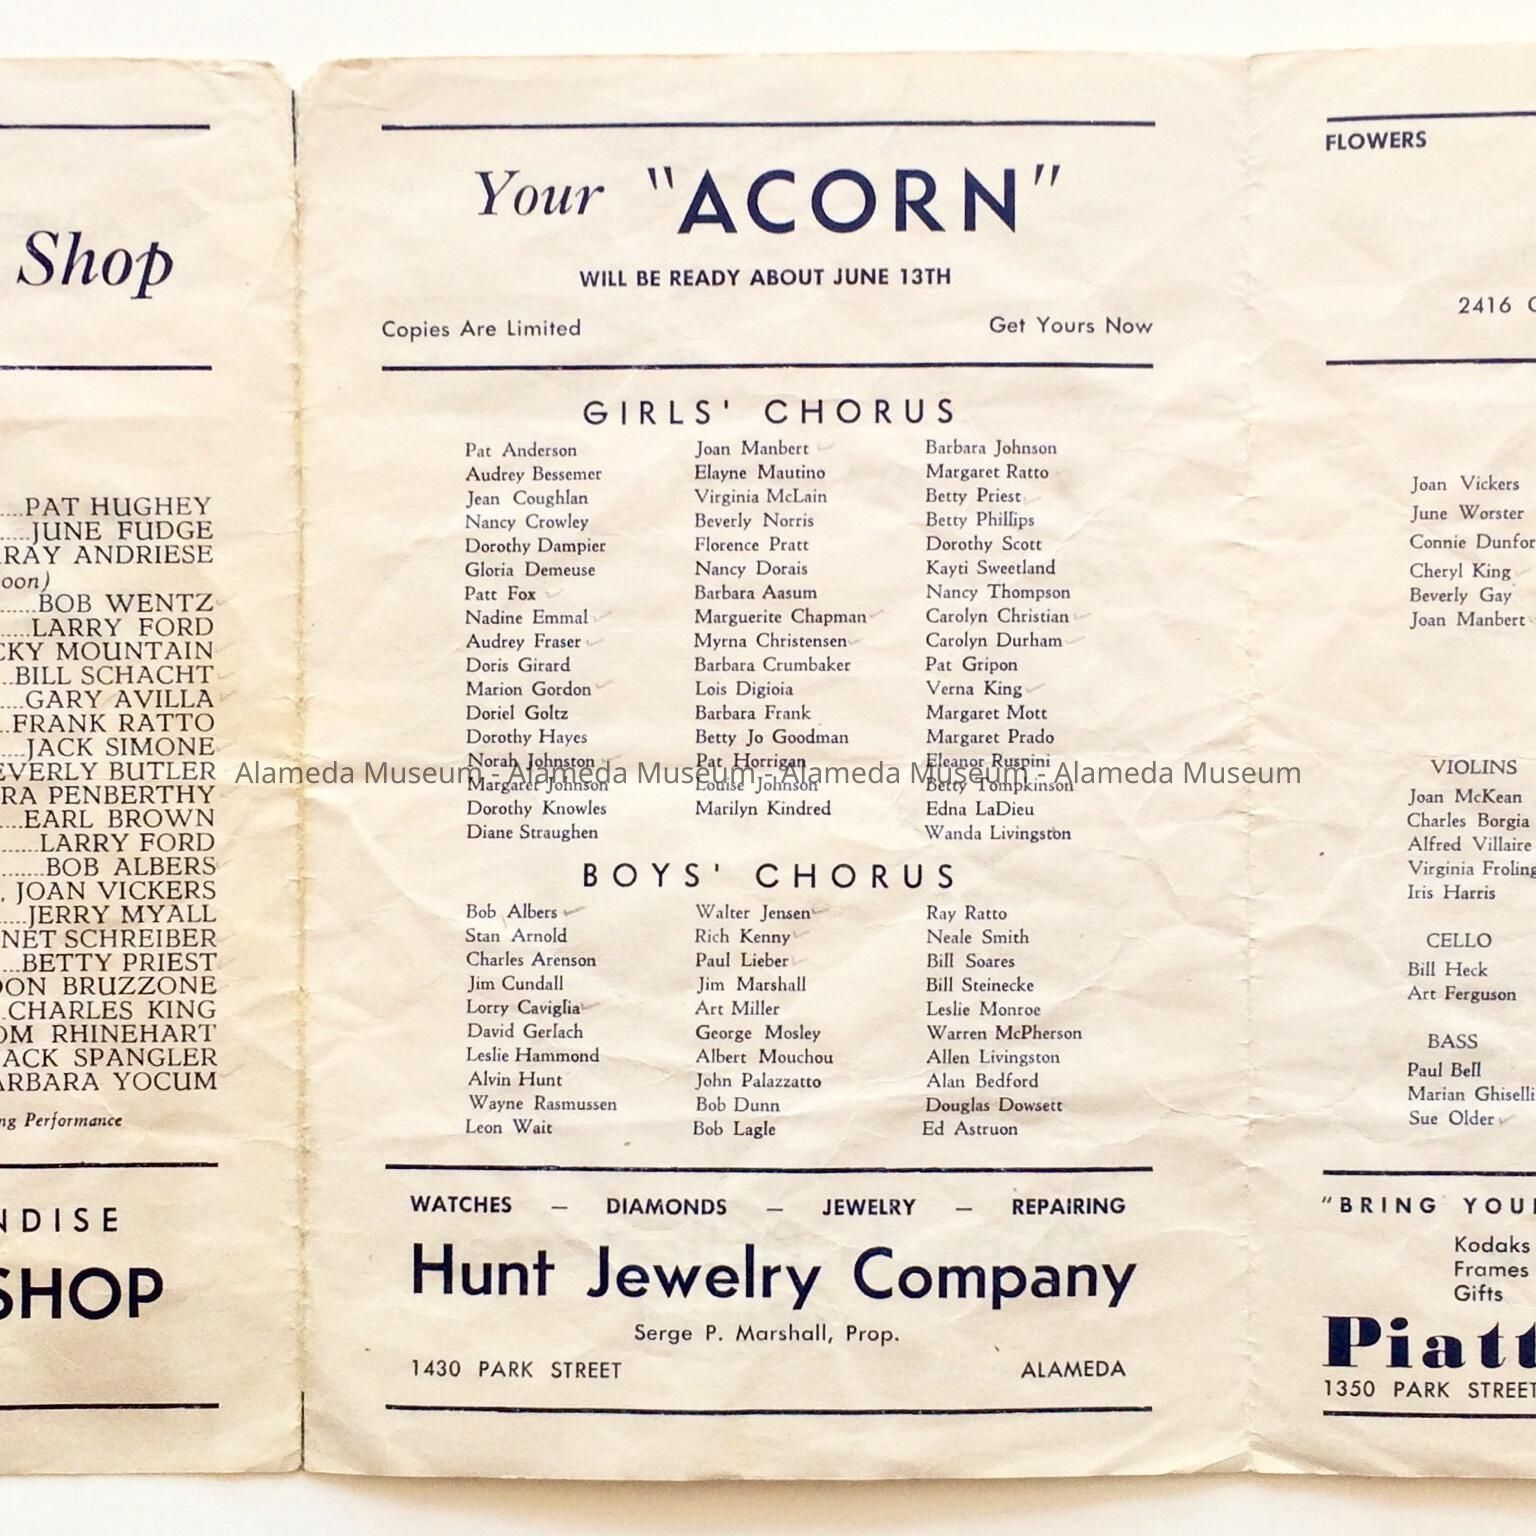 Shop
....PAT HUGHEY
......JUNE FUDGE
RAY ANDRIESE
oon)
.......BOB WENTZ
......LARRY FORD
CKY MOUNTAIN
..BILL SCHACHT
....GARY AVILLA
..FRANK RATTO
....JACK SIMONE
EVERLY BUTLER
RA PENBERTHY
....EARL BROWN
......LARRY FORD
........BOB ALBERS
, JOAN VICKERS
....JERRY MYALL
NET SCHREIBER
...BETTY PRIEST
DON BRUZZONE
.CHARLES KING
OM RHINEHART
ACK SPANGLER
ARBARA YOCUM
ng Performance
NDISE
SHOP
Your "ACORN"
WILL BE READY ABOUT JUNE 13TH
Copies Are Limited Get Yours Now
GIRLS' CHORUS
Pat Anderson Joan Manbert Barbara Johnson
Audrey Bessemer Elayne Mautino Margaret Ratto
Jean Coughlan Virginia McLain Betty Priest
Nancy Crowley Beverly Norris Betty Phillips
Dorothy Dampier Florence Pratt Dorothy Scott
Gloria Demeuse Nancy Dorais Kayti Sweetland
Patt Fox Barbara Aasum Nancy Thompson
Nadine Emmal Marguerite Chapman Carolyn Christian
Audrey Fraser Myrna Christensen Carolyn Durham
Doris Girard Barbara Crumbaker Pat Gripon
Marion Gordon Lois Digioia Verna King
Doriel Goltz Barbara Frank Margaret Mott
Dorothy Hayes Betty Jo Goodman Margaret Prado
Norah Johnston Pat Horrigan Eleanor Ruspini
Alameda Museum - Alameda Museum - Alameda Museum - Alameda Museum
Margaret Johnson Louise Johnson Betty Tompkinson
Dorothy Knowles Marilyn Kindred Edna LaDieu
Diane Straughen Wanda Livingston
BOYS' CHORUS
Bob Albers Walter Jensen Ray Ratto
Stan Arnold Rich Kenny Neale Smith
Charles Arenson Paul Lieber Bill Soares
Jim Cundall Jim Marshall Bill Steinecke
Lorry Caviglia Art Miller Leslie Monroe
David Gerlach George Mosley Warren McPherson
Leslie Hammond Albert Mouchou Allen Livingston
Alvin Hunt John Palazzatto Alan Bedford
Wayne Rasmussen Bob Dunn Douglas Dowsett
Leon Wait Bob Lagle Ed Astruon
WATCHES — DIAMONDS — JEWELRY — REPAIRING
Hunt Jewelry Company
Serge P. Marshall, Prop.
1430 PARK STREET ALAMEDA
FLOWERS
2416
Joan Vickers
June Worster
Connie Dunfor
Cheryl King
Beverly Gay
Joan Manbert
VIOLINS
Joan McKean
Charles Borgia
Alfred Villaire
Virginia Froling
Iris Harris
CELLO
Bill Heck
Art Ferguson
BASS
Paul Bell
Marian Ghiselli
Sue Older
"BRING YOU
Kodaks
Frames
Gifts
Piatt
1350 PARK STREET